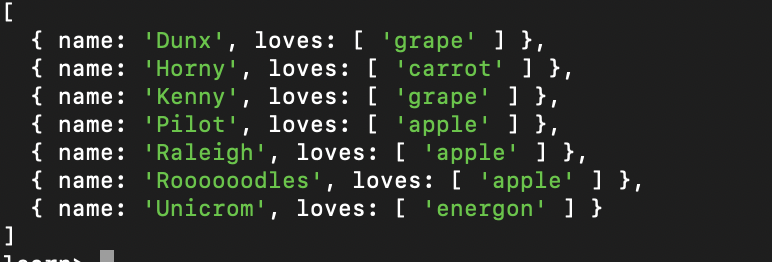 [
{ name: 'Dunx', loves: [ 'grape' ] },
{ name: 'Horny', loves: [ 'carrot' ] },
{ name: 'Kenny', loves: [ 'grape' ] },
{ name: 'Pilot', loves: [ 'apple' ] },
{ name: 'Raleigh', loves: [ 'apple' ] },
{ name: 'Roooooodles', loves: [ 'apple' ] },
{ name: 'Unicrom', loves: [ 'energon' ] }
]
learn>